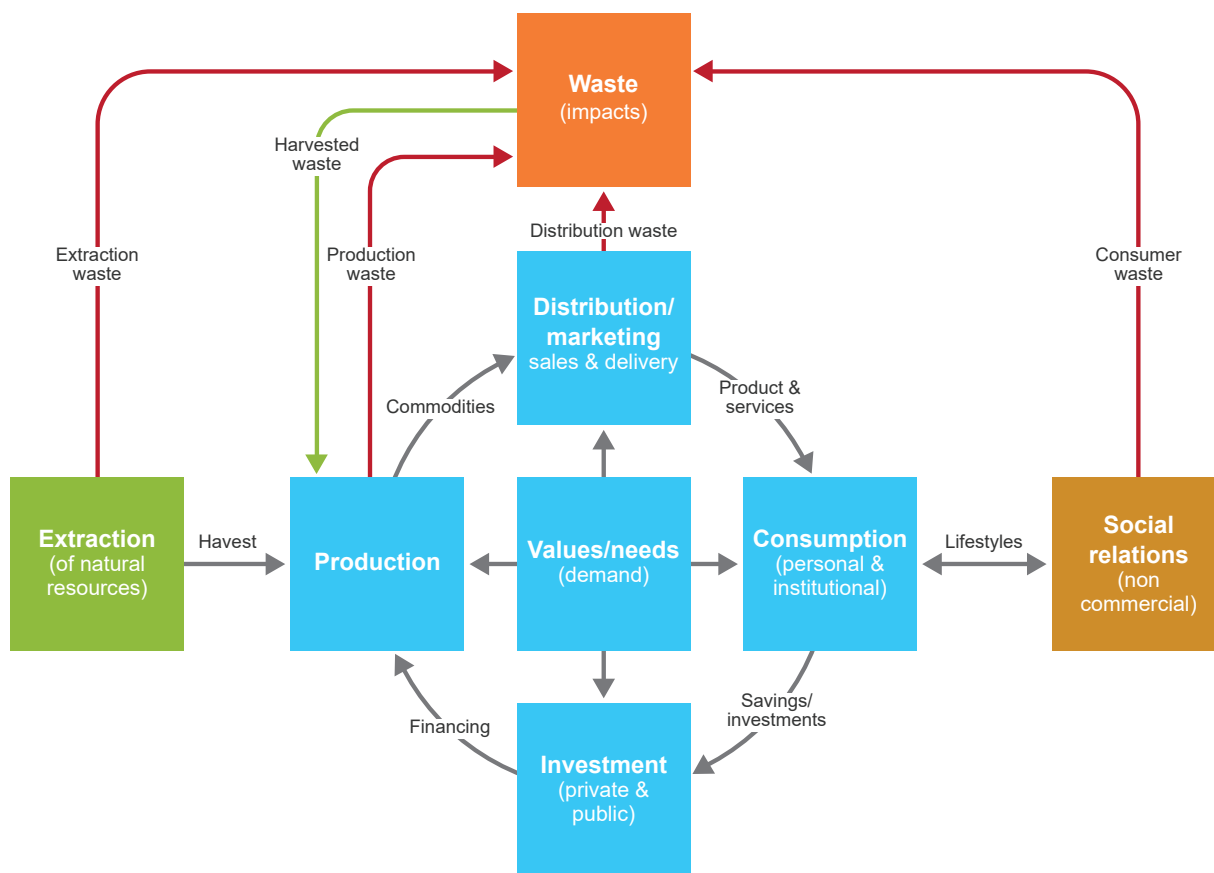 Waste
(impacts)
Harvested
waste
Distribution waste
Extraction
waste
Production
waste
Consumer
waste
Distribution/
marketing
sales & delivery
Commodities
Product &
services
Extraction
(of natural
resources)
Havest
Production
Values/needs
(demand)
Consumption
(personal &
institutional)
Lifestyles
Social
relations
(non
commercial)
Financing
Savings/
investments
Investment
(private &
public)